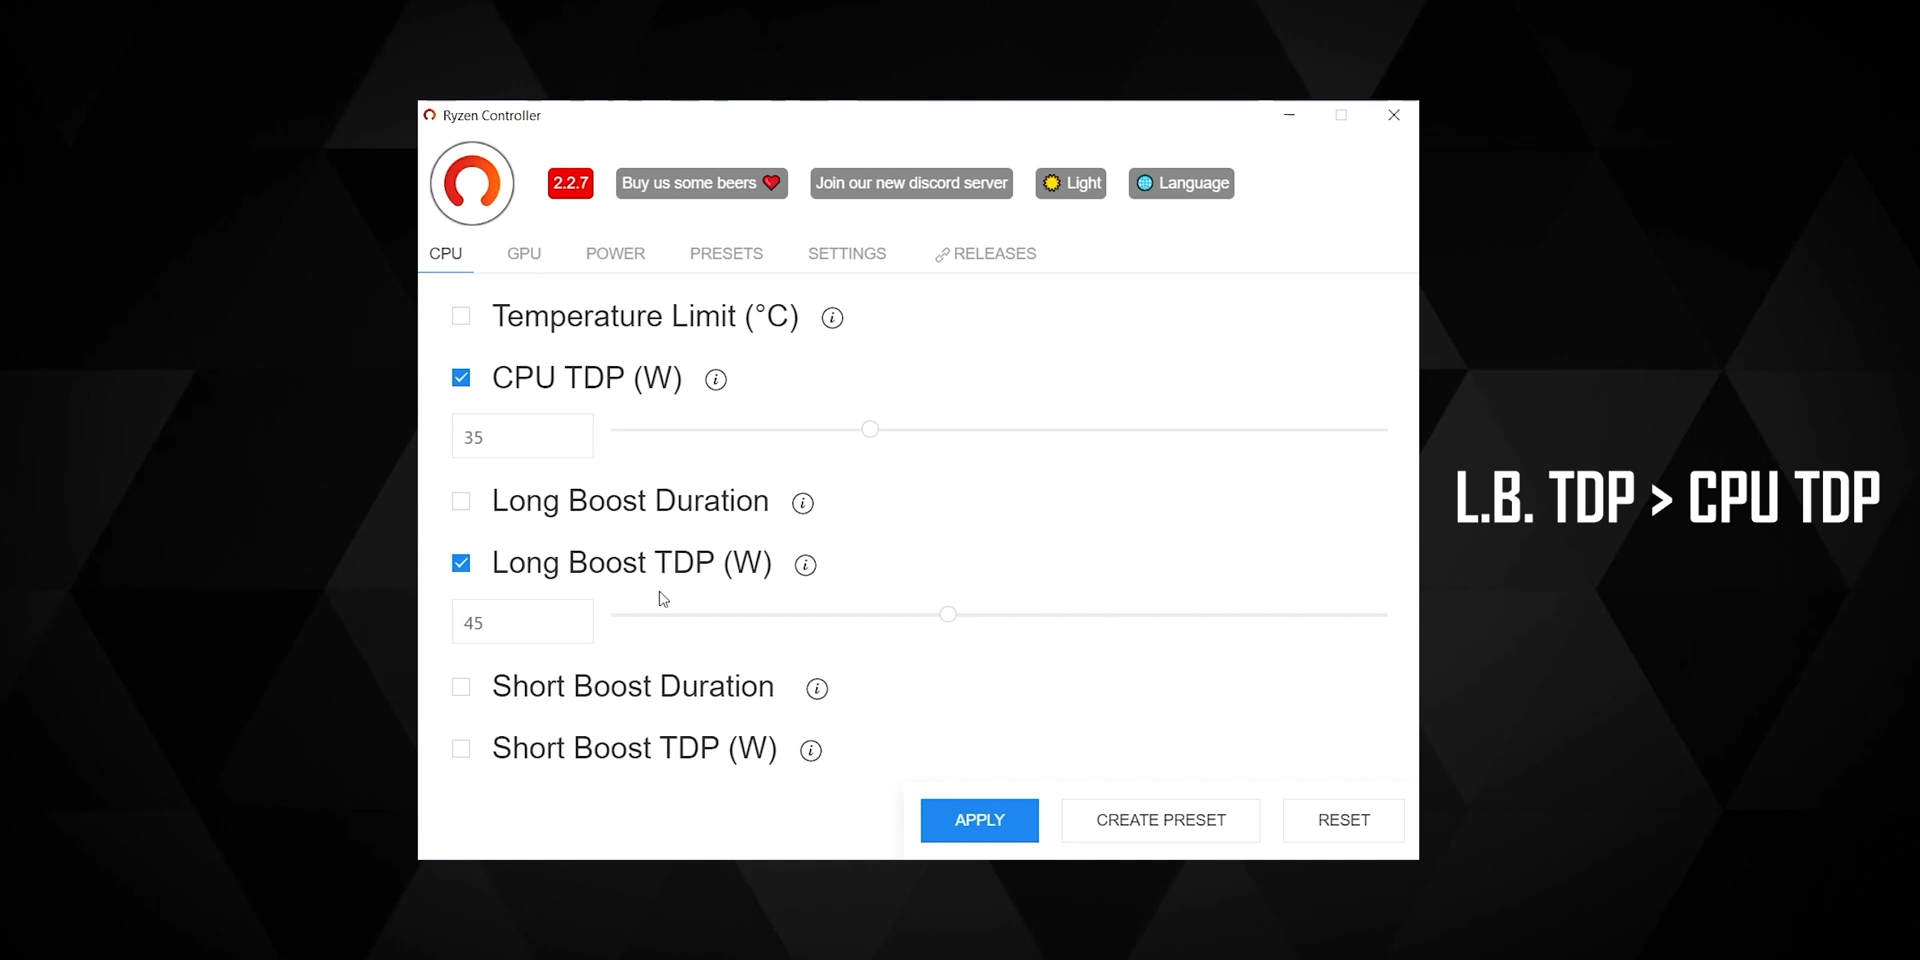 Ryzen Controller
2.2.7
Buy us some beers
Join our new discord server
Light
Language
CPU
GPU
POWER
PRESETS
SETTINGS
RELEASES
Temperature Limit (°C)
CPU TDP (W)
35
Long Boost Duration
Long Boost TDP (W)
45
Short Boost Duration
Short Boost TDP (W)
APPLY
CREATE PRESET
RESET
L.B. TDP > CPU TDP